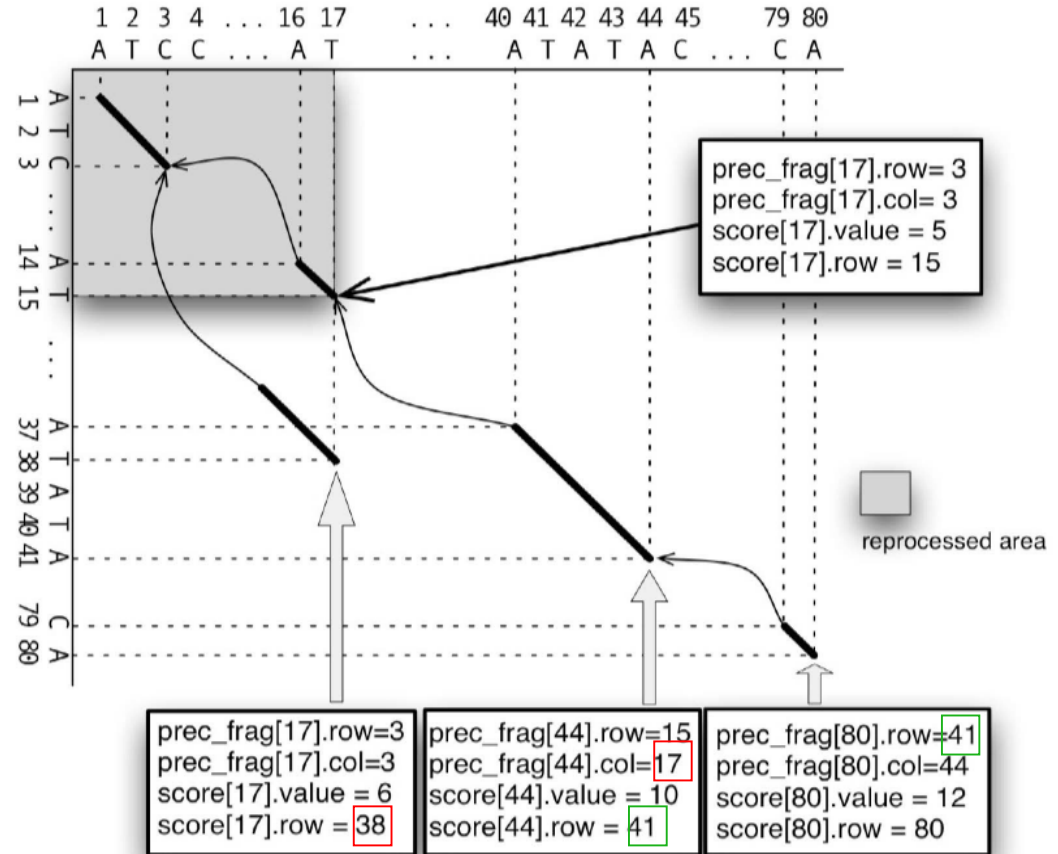 1 2 3 4 ... 16 17 ... 40 41 42 43 44 45 79 80
A T C C ... A T ... A T A T A C ... C A
1 A
2 T
3 C
...
14 A
15 T
...
37 A
38 T
39 A
40 T
41 A
79 C
80 A
prec_frag[17].row= 3
prec_frag[17].col= 3
score[17].value = 5
score[17].row = 15
reprocessed area
prec_frag[17].row=3
prec_frag[17].col=3
score[17].value = 6
score[17].row = 38
prec_frag[44].row=15
prec_frag[44].col=17
score[44].value = 10
score[44].row = 41
prec_frag[80].row=41
prec_frag[80].col=44
score[80].value = 12
score[80].row = 80